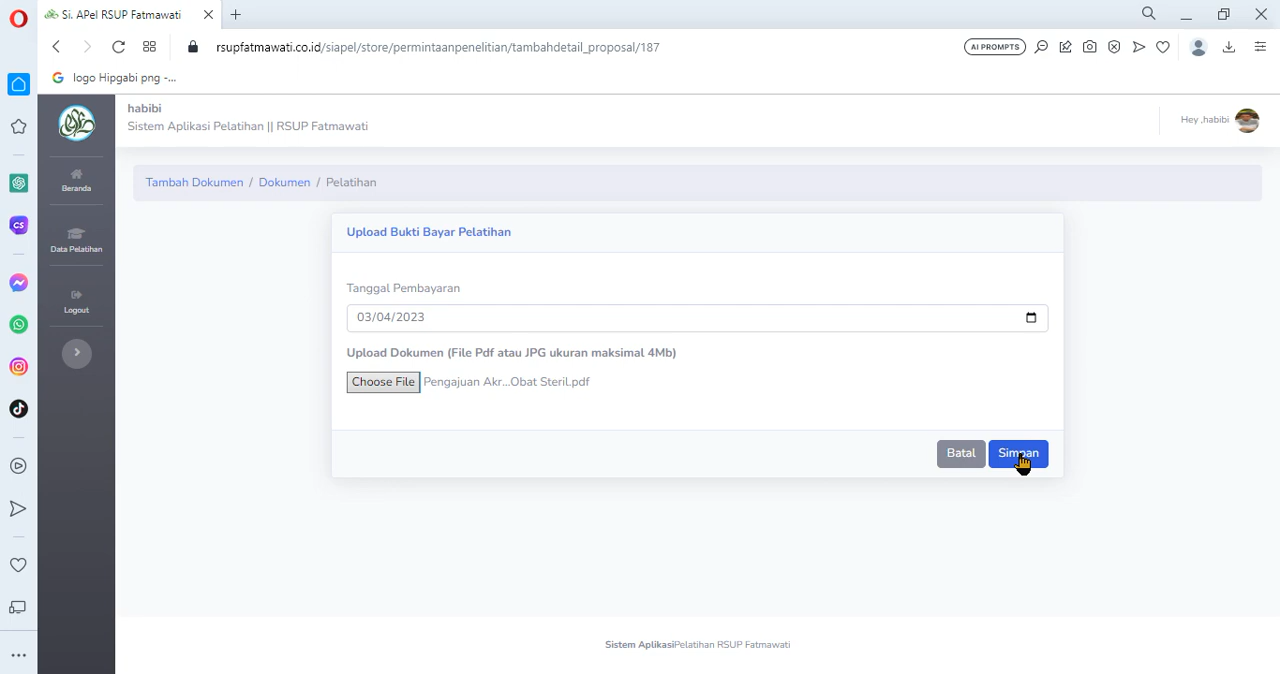 Si. APel RSUP Fatmawati
rsupfatmawati.co.id/siapel/store/permintaanpenelitian/tambahdetail_proposal/187
AI PROMPTS
logo Hipgabi png -...
CS
habibi
Sistem Aplikasi Pelatihan || RSUP Fatmawati
Hey ,habibi
Beranda
Data Pelatihan
Logout
Tambah Dokumen / Dokumen / Pelatihan
Upload Bukti Bayar Pelatihan
Tanggal Pembayaran
03/04/2023
Upload Dokumen (File Pdf atau JPG ukuran maksimal 4Mb)
Choose File Pengajuan Akr...Obat Steril.pdf
Batal Simpan
Sistem AplikasiPelatihan RSUP Fatmawati